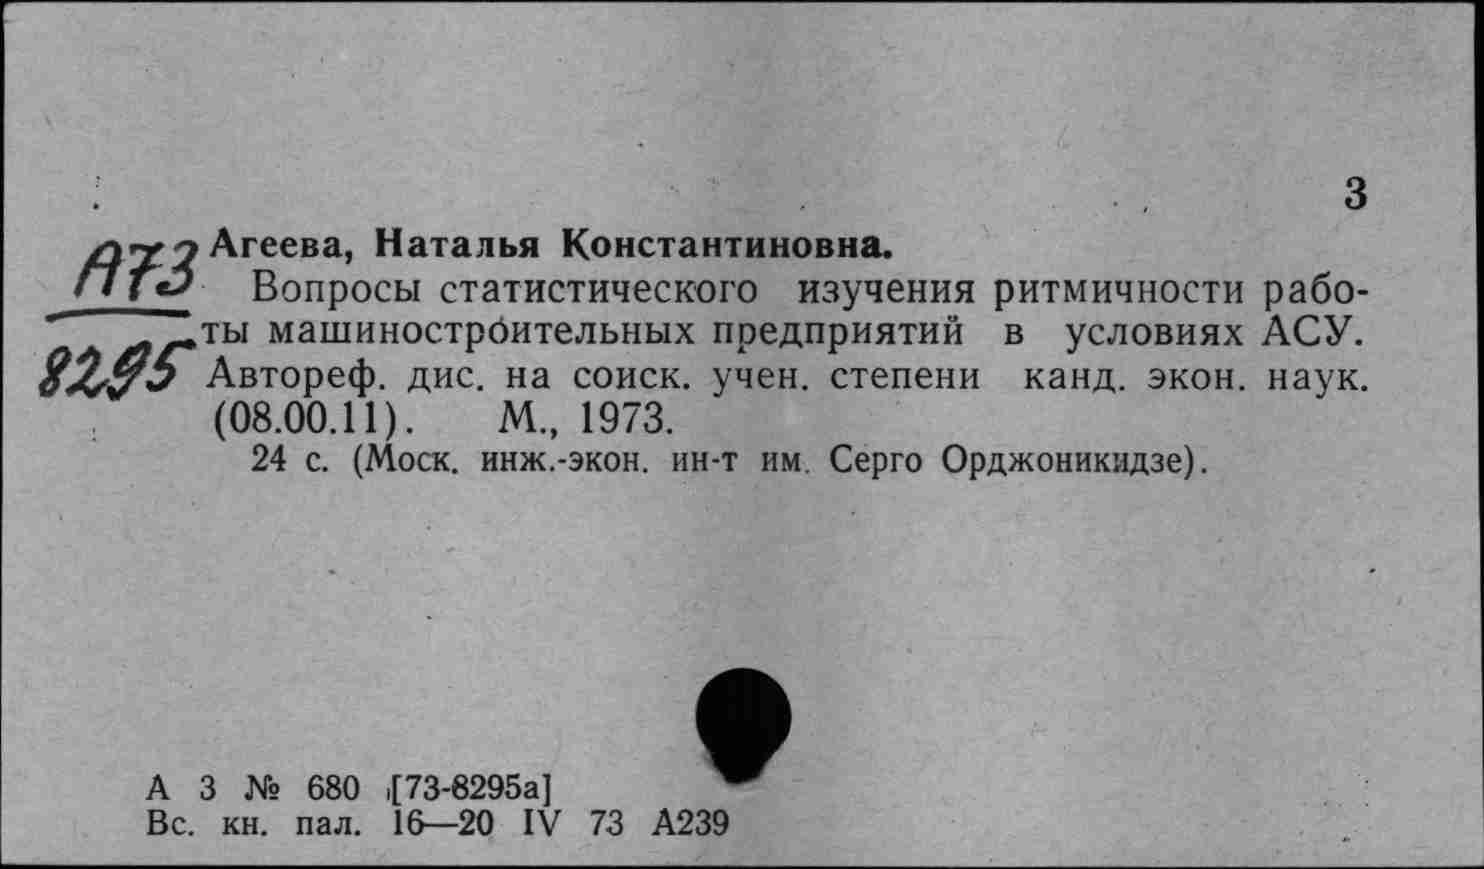 3
А73
8295
Агеева, Наталья Константиновна.
Вопросы статистического изучения ритмичности рабо-
ты машиностроительных предприятий в условиях АСУ.
Автореф. дис. на соиск. учен. степени канд. экон. наук.
(08.00.11). М., 1973.
24 с. (Моск. инж.-экон. ин-т им. Серго Орджоникидзе).
А 3 № 680 [73-8295а]
Вс. кн. пал. 16—20 IV 73 А239